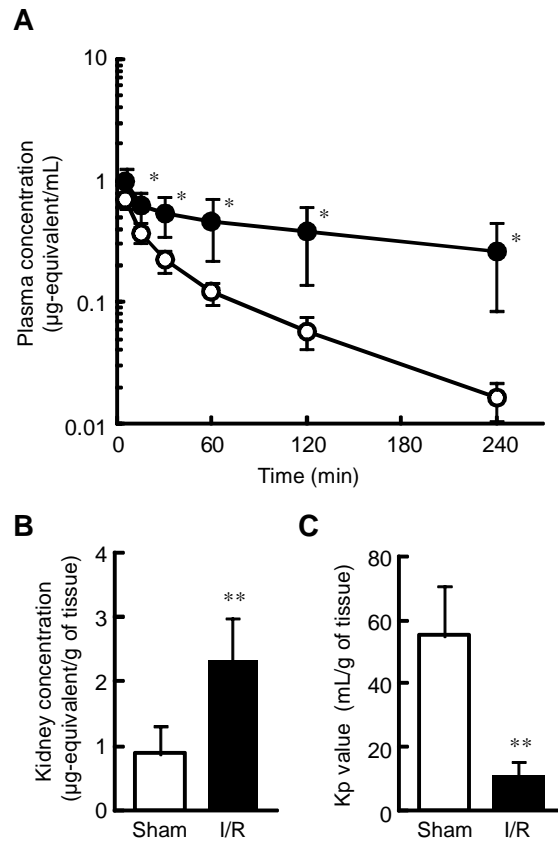 A
10
1
0.1
0.01
Plasma concentration
(µg-equivalent/mL)
*
*
*
*
*
0
60
120
180
240
Time (min)
B
Kidney concentration
(µg-equivalent/g of tissue)
4
3
2
1
0
**
Sham
I/R
C
Kp value (mL/g of tissue)
80
60
40
20
0
**
Sham
I/R